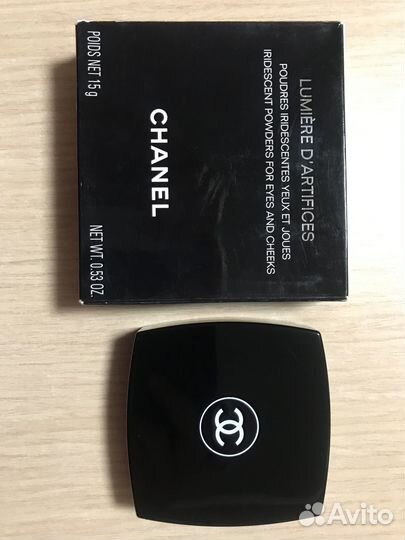 LUMIÈRE D'ARTIFICES
POUDRES IRIDESCENTES YEUX ET JOUES
IRIDESCENT POWDERS FOR EYES AND CHEEKS
CHANEL
POIDS NET 15 g
NET WT. 0.53 OZ.
Avito